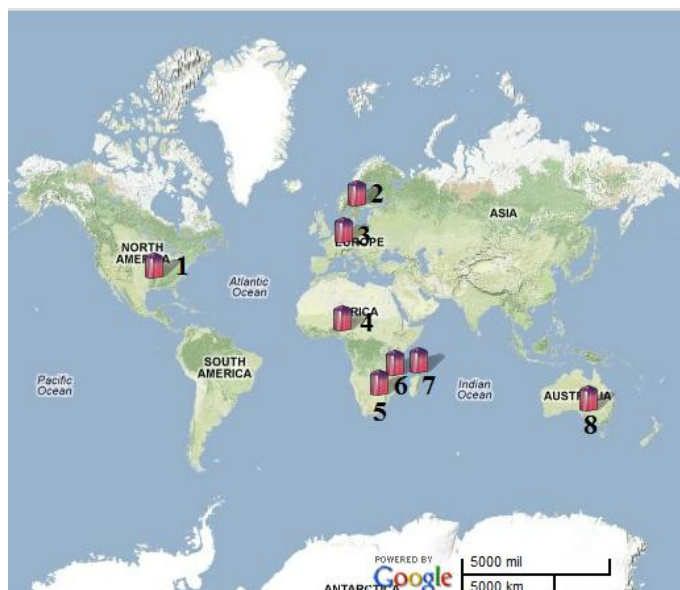 2
ASIA
3
EUROPE
NORTH
AMERICA
1
Atlantic
Ocean
AFRICA
4
SOUTH
AMERICA
Pacific
Ocean
6
7
Indian
Ocean
5
AUSTRALIA
8
POWERED BY
Google
5000 mil
5000 km
ANTARCTICA